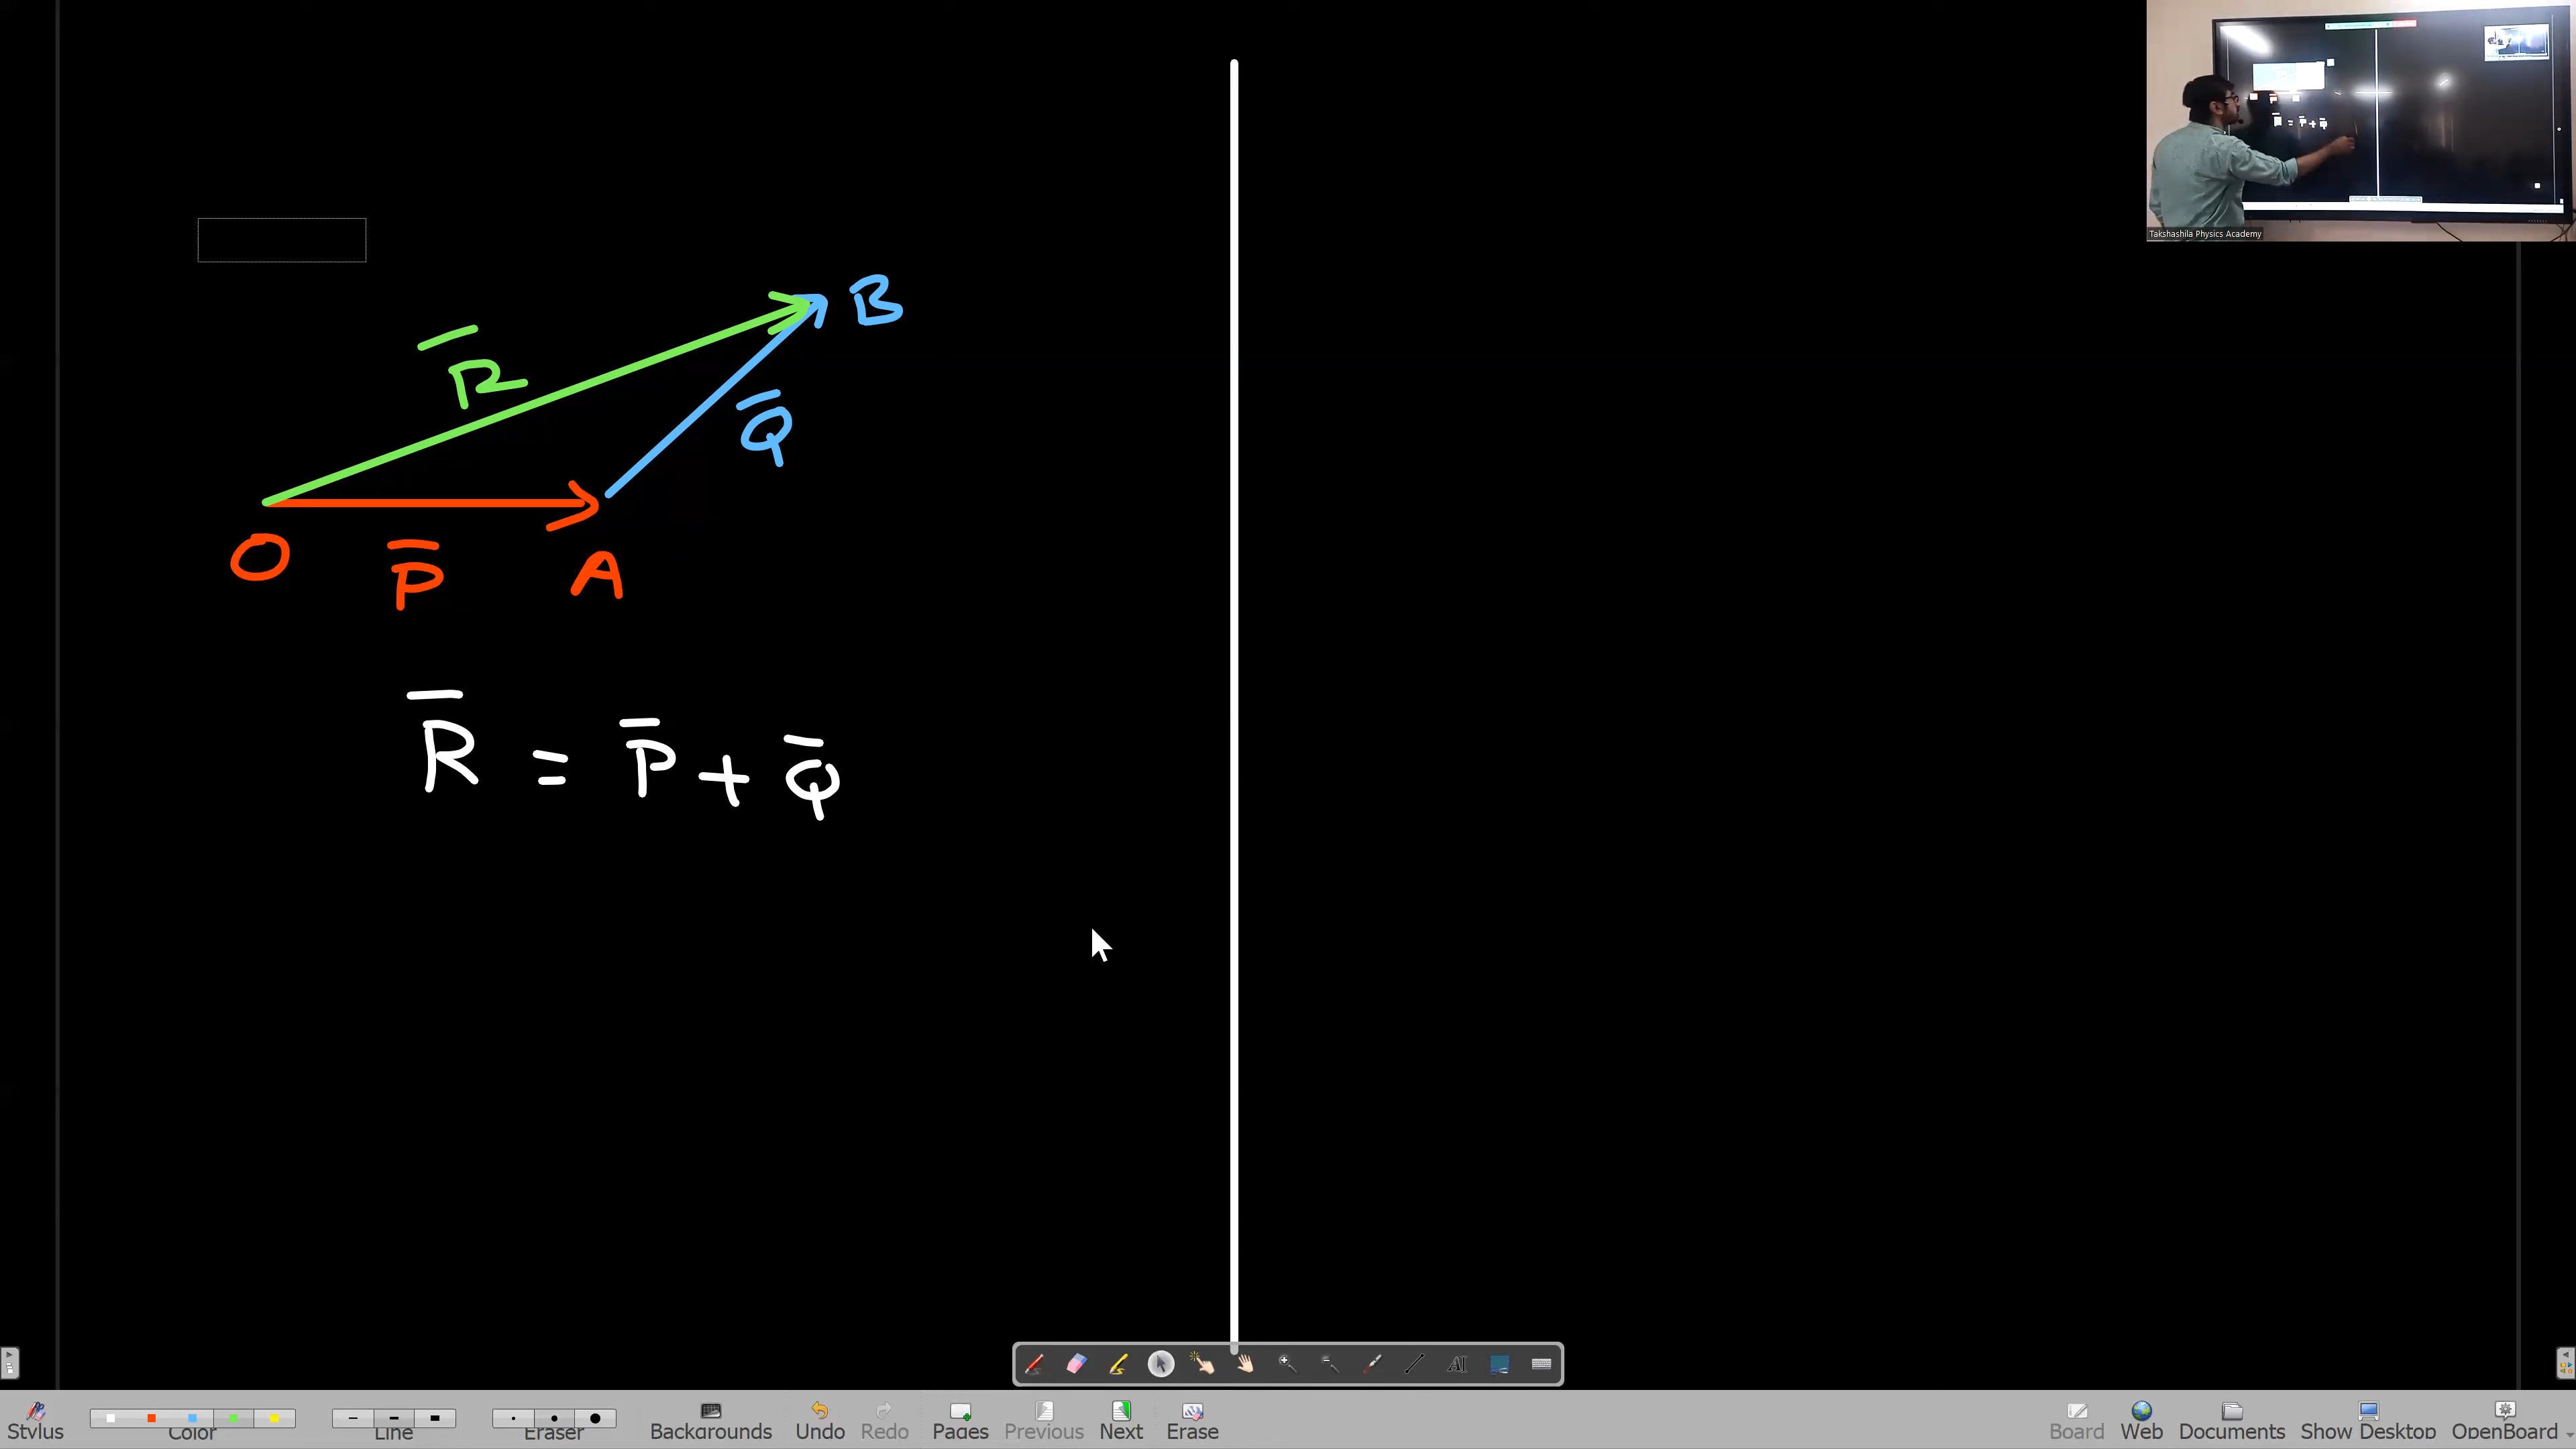 Takshashila Physics Academy
B
R̅
Q̅
O P̅ A
R̅ = P̅ + Q̅
Stylus Color Line Eraser Backgrounds Undo Redo Pages Previous Next Erase Board Web Documents Show Desktop OpenBoard